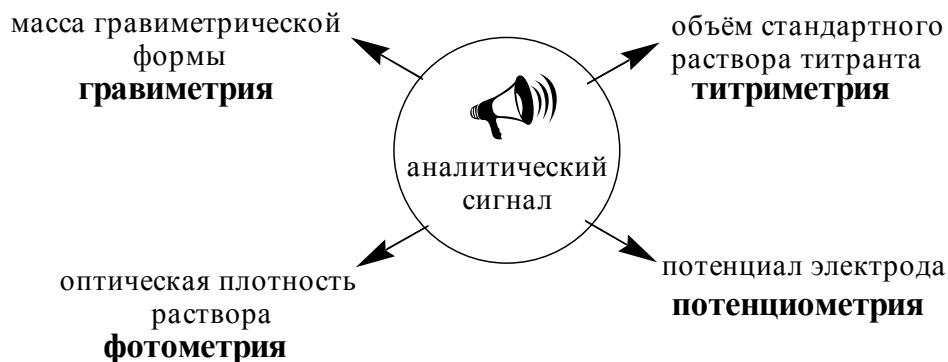 масса гравиметрической
формы
гравиметрия
объём стандартного
раствора титранта
титриметрия
аналитический
сигнал
оптическая плотность
раствора
фотометрия
потенциал электрода
потенциометрия